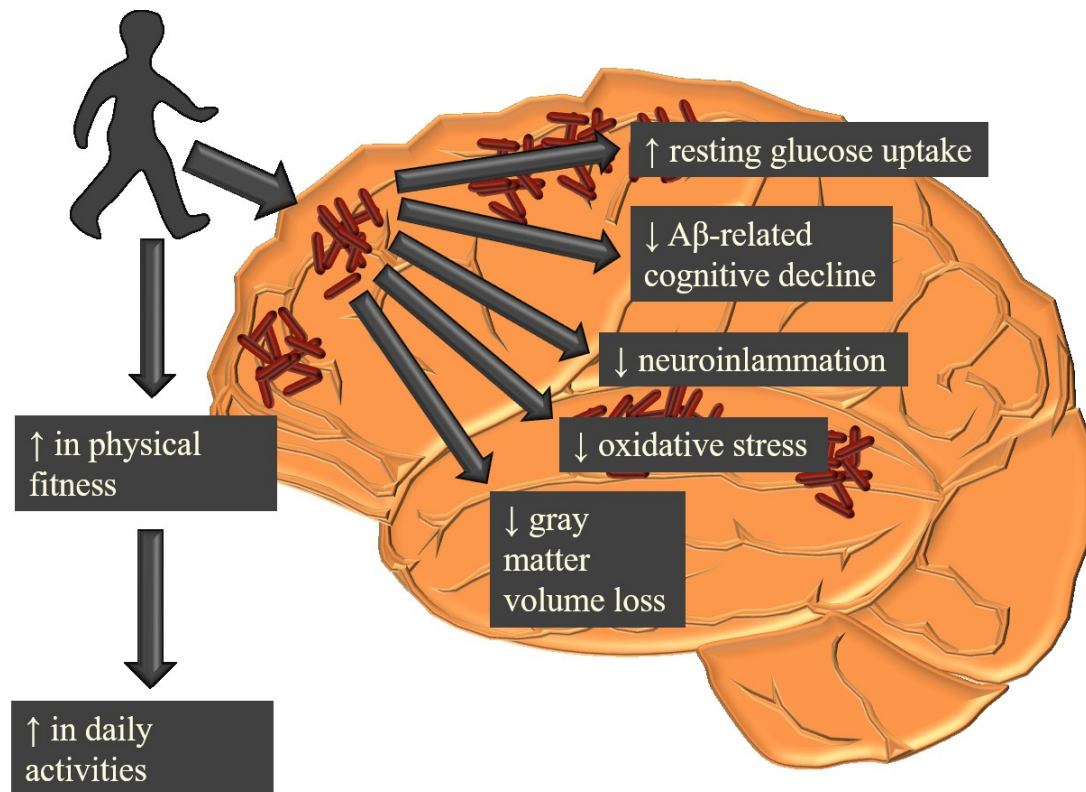 ↑ resting glucose uptake
↓ Aβ-related
cognitive decline
↓ neuroinlammation
↓ oxidative stress
↓ gray
matter
volume loss
↑ in physical
fitness
↑ in daily
activities